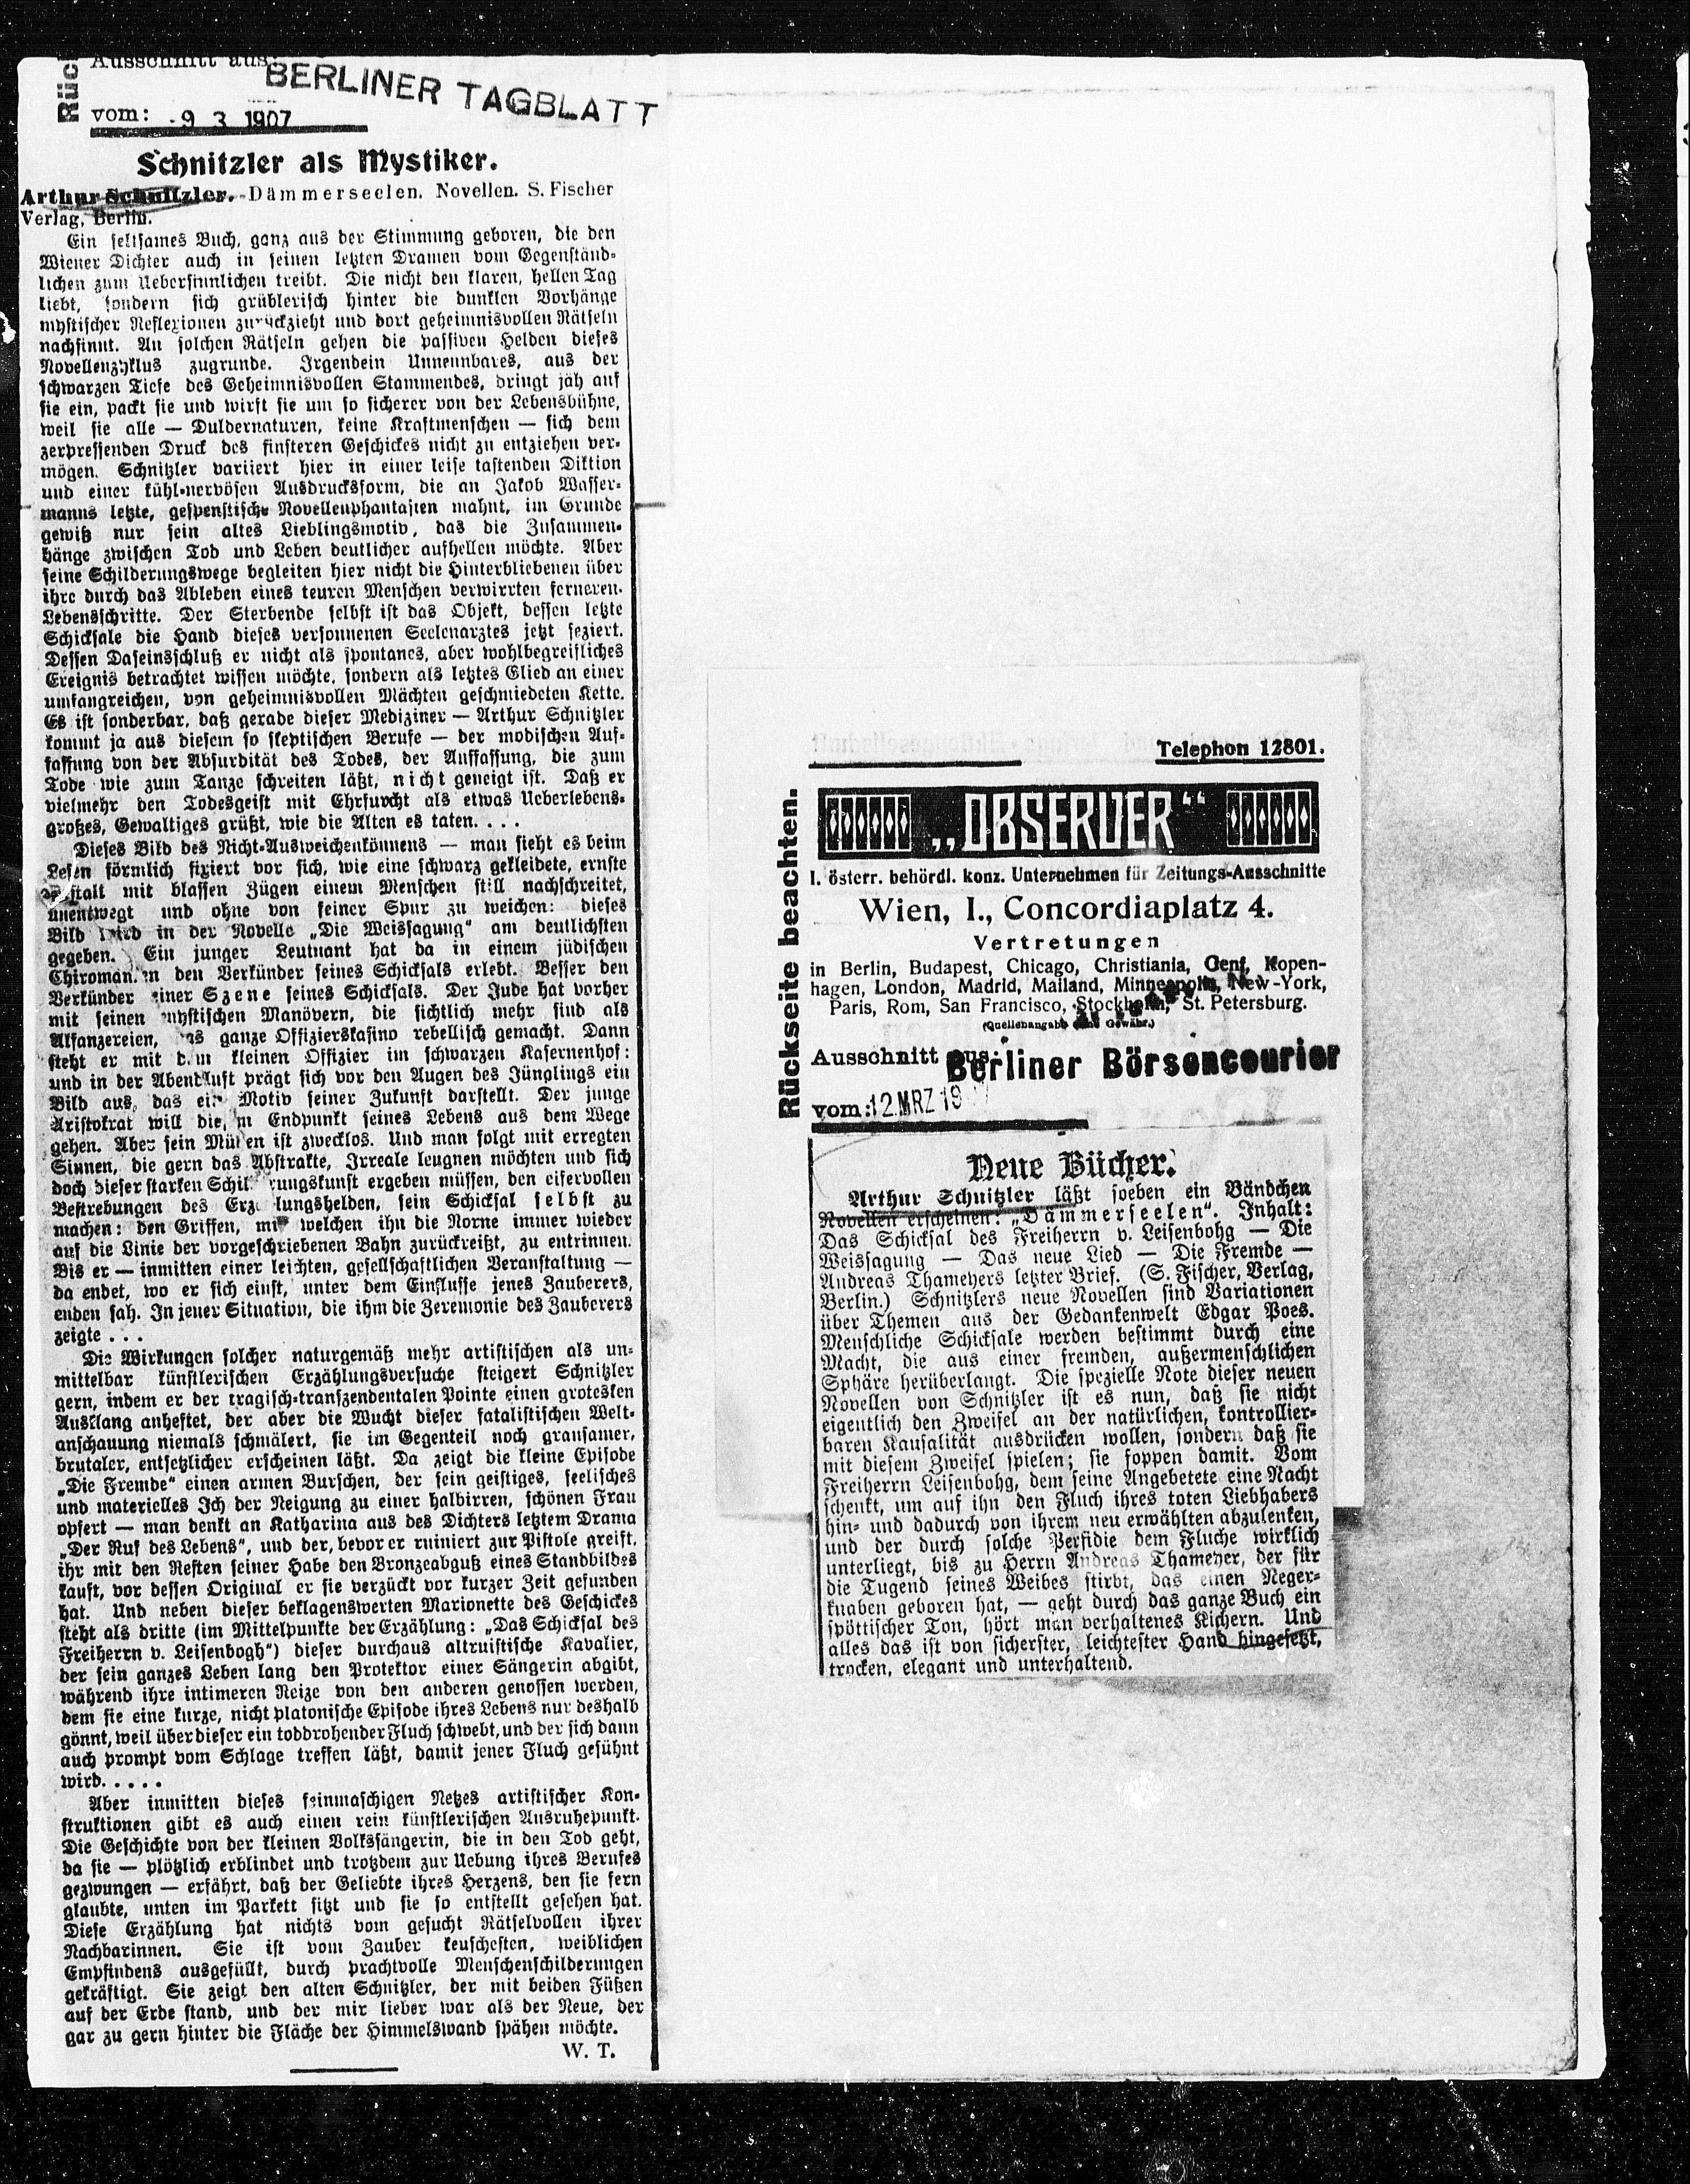 Ausschnitt aus:
BERLINER TAGBLATT
vom: -9 3 1907
Schnitzler als Mystiker.
Arthur Schnitzler. Dämmerseelen. Novellen. S. Fischer
Verlag, Berlin.
Ein seltsames Buch, ganz aus der Stimmung geboren, die den
Wiener Dichter auch in seinen letzten Dramen vom Gegenständ-
lichen zum Uebersinnlichen treibt. Die nicht den klaren, hellen Tag
liebt, sondern sich grüblerisch hinter die dunklen Vorhänge
mystischer Reflexionen zurückzieht und dort geheimnisvollen Rätseln
nachsinnt. An solchen Rätseln gehen die passiven Helden dieses
Novellenzyklus zugrunde. Irgendein Unnennbares, aus der
schwarzen Tiefe des Geheimnisvollen Stammendes, dringt jäh auf
sie ein, packt sie und wirft sie um so sicherer von der Lebensbühne,
weil sie alle — Duldernaturen, keine Kraftmenschen — sich dem
zerpressenden Druck des finsteren Geschickes nicht zu entziehen ver-
mögen. Schnitzler variiert hier in einer leise tastenden Diktion
und einer kühl-nervösen Ausdrucksform, die an Jakob Wasser-
manns letzte, gespenstische Novellenphantasien mahnt, im Grunde
gewiß nur sein altes Lieblingsmotiv, das die Zusammen-
hänge zwischen Tod und Leben deutlicher aufhellen möchte. Aber
seine Schilderungswege begleiten hier nicht die Hinterbliebenen über
ihre durch das Ableben eines teuren Menschen verwirrten ferneren
Lebensschritte. Der Sterbende selbst ist das Objekt, dessen letzte
Schicksale die Hand dieses versonnenen Seelenarztes jetzt seziert.
Dessen Daseinsschluß er nicht als spontanes, aber wohlbegreifliches
Ereignis betrachtet wissen möchte, sondern als letztes Glied an einer
umfangreichen, von geheimnisvollen Mächten geschmiedeten Kette.
Es ist sonderbar, daß gerade dieser Mediziner — Arthur Schnitzler
kommt ja aus diesem so skeptischen Berufe — der modischen Auf-
fassung von der Absurdität des Todes, der Auffassung, die zum
Tode wie zum Tanze schreiten läßt, nicht geneigt ist. Daß er
vielmehr den Todesgeist mit Ehrfurcht als etwas Ueberlebens-
großes, Gewaltiges grüßt, wie die Alten es taten. . . .
Dieses Bild des Nicht-Ausweichenkönnens — man sieht es beim
Lesen förmlich fixiert vor sich, wie eine schwarz gekleidete, ernste
Gestalt mit blassen Zügen einem Menschen still nachschreitet,
unentwegt und ohne von seiner Spur zu weichen: dieses
Bild wird in der Novelle „Die Weissagung“ am deutlichsten
gegeben. Ein junger Leutnant hat da in einem jüdischen
Chiromanten den Verkünder seines Schicksals erlebt. Besser den
Verkünder einer Szene seines Schicksals. Der Jude hat vorher
mit seinen mystischen Manövern, die sichtlich mehr sind als
Alfanzereien, das ganze Offizierskasino rebellisch gemacht. Dann
steht er mit dem kleinen Offizier im schwarzen Kasernenhof:
und in der Abendluft prägt sich vor den Augen des Jünglings ein
Bild aus, das ein Motiv seiner Zukunft darstellt. Der junge
Aristokrat will diesem Endpunkt seines Lebens aus dem Wege
gehen. Aber sein Mühen ist zwecklos. Und man folgt mit erregten
Sinnen, die gern das Abstrakte, Irreale leugnen möchten und sich
doch dieser starken Schilderungskunst ergeben müssen, den eifervollen
Bestrebungen des Erzählungshelden, sein Schicksal selbst zu
machen: den Griffen, mit welchen ihn die Norne immer wieder
auf die Linie der vorgeschriebenen Bahn zurückreißt, zu entrinnen.
Bis er — inmitten einer leichten, gesellschaftlichen Veranstaltung —
da endet, wo er sich einst, unter dem Einflusse jenes Zauberers,
enden sah. In jener Situation, die ihm die Zeremonie des Zauberers
zeigte . . .
Die Wirkungen solcher naturgemäß mehr artistischen als un-
mittelbar künstlerischen Erzählungsversuche steigert Schnitzler
gern, indem er der tragisch-transzendentalen Pointe einen grotesken
Ausklang anheftet, der aber die Wucht dieser fatalistischen Welt-
anschauung niemals schmälert, sie im Gegenteil noch grausamer,
brutaler, entsetzlicher erscheinen läßt. Da zeigt die kleine Episode
„Die Fremde“ einen armen Burschen, der sein geistiges, seelisches
und materielles Ich der Neigung zu einer halbirren, schönen Frau
opfert — man denkt an Katharina aus des Dichters letztem Drama
„Der Ruf des Lebens“, und der, bevor er ruiniert zur Pistole greift,
ihr mit den Resten seiner Habe den Bronzeabguß eines Standbildes
kauft, vor dessen Original er sie verzückt vor kurzer Zeit gefunden
hat. Und neben dieser beklagenswerten Marionette des Geschickes
steht als dritte (im Mittelpunkte der Erzählung: „Das Schicksal des
Freiherrn v. Leisenbogh“) dieser durchaus altruistische Kavalier,
der sein ganzes Leben lang den Protektor einer Sängerin abgibt,
während ihre intimeren Reize von den anderen genossen werden,
dem sie eine kurze, nicht platonische Episode ihres Lebens nur deshalb
gönnt, weil über dieser ein toddrohender Fluch schwebt, und der sich dann
auch prompt vom Schlage treffen läßt, damit jener Fluch gesühnt
wird. . . . .
Aber inmitten dieses feinmaschigen Netzes artistischer Kon-
struktionen gibt es auch einen rein künstlerischen Ausruhepunkt.
Die Geschichte von der kleinen Volkssängerin, die in den Tod geht,
da sie — plötzlich erblindet und trotzdem zur Uebung ihres Berufes
gezwungen — erfährt, daß der Geliebte ihres Herzens, den sie fern
glaubte, unten im Parkett sitzt und sie so entstellt gesehen hat.
Diese Erzählung hat nichts vom gesucht Rätselvollen ihrer
Nachbarinnen. Sie ist vom Zauber keuschesten, weiblichen
Empfindens ausgefüllt, durch prachtvolle Menschenschilderungen
gekräftigt. Sie zeigt den alten Schnitzler, der mit beiden Füßen
auf der Erde stand, und der mir lieber war als der Neue, der
gar zu gern hinter die Fläche der Himmelswand spähen möchte.
W. T.
Telephon 12801.
„OBSERVER“
I. österr. behördl. konz. Unternehmen für Zeitungs-Ausschnitte
Wien, I., Concordiaplatz 4.
Vertretungen
in Berlin, Budapest, Chicago, Christiania, Genf, Kopen-
hagen, London, Madrid, Mailand, Minneapolis, New-York,
Paris, Rom, San Francisco, Stockholm, St. Petersburg.
(Quellenangabe ohne Gewähr.)
Rückseite beachten.
Ausschnitt aus: Berliner Börsencourier
vom: 12. MRZ 19
Neue Bücher.
Arthur Schnitzler läßt soeben ein Bändchen
Novellen erscheinen: „Dämmerseelen“. Inhalt:
Das Schicksal des Freiherrn v. Leisenbohg — Die
Weissagung — Das neue Lied — Die Fremde —
Andreas Thameyers letzter Brief. (S. Fischer, Verlag,
Berlin.) Schnitzlers neue Novellen sind Variationen
über Themen aus der Gedankenwelt Edgar Poes.
Menschliche Schicksale werden bestimmt durch eine
Macht, die aus einer fremden, außermenschlichen
Sphäre herüberlangt. Die spezielle Note dieser neuen
Novellen von Schnitzler ist es nun, daß sie nicht
eigentlich den Zweifel an der natürlichen, kontrollier-
baren Kausalität ausdrücken wollen, sondern daß sie
mit diesem Zweifel spielen; sie foppen damit. Vom
Freiherrn Leisenbohg, dem seine Angebetete eine Nacht
schenkt, um auf ihn den Fluch ihres toten Liebhabers
hin- und dadurch von ihrem neu erwählten abzulenken,
und der durch solche Perfidie dem Fluche wirklich
unterliegt, bis zu Herrn Andreas Thameyer, der für
die Tugend seines Weibes stirbt, das einen Neger-
knaben geboren hat, — geht durch das ganze Buch ein
spöttischer Ton, hört man verhaltenes Kichern. Und
alles das ist von sicherster, leichtester Hand hingesetzt,
trocken, elegant und unterhaltend.